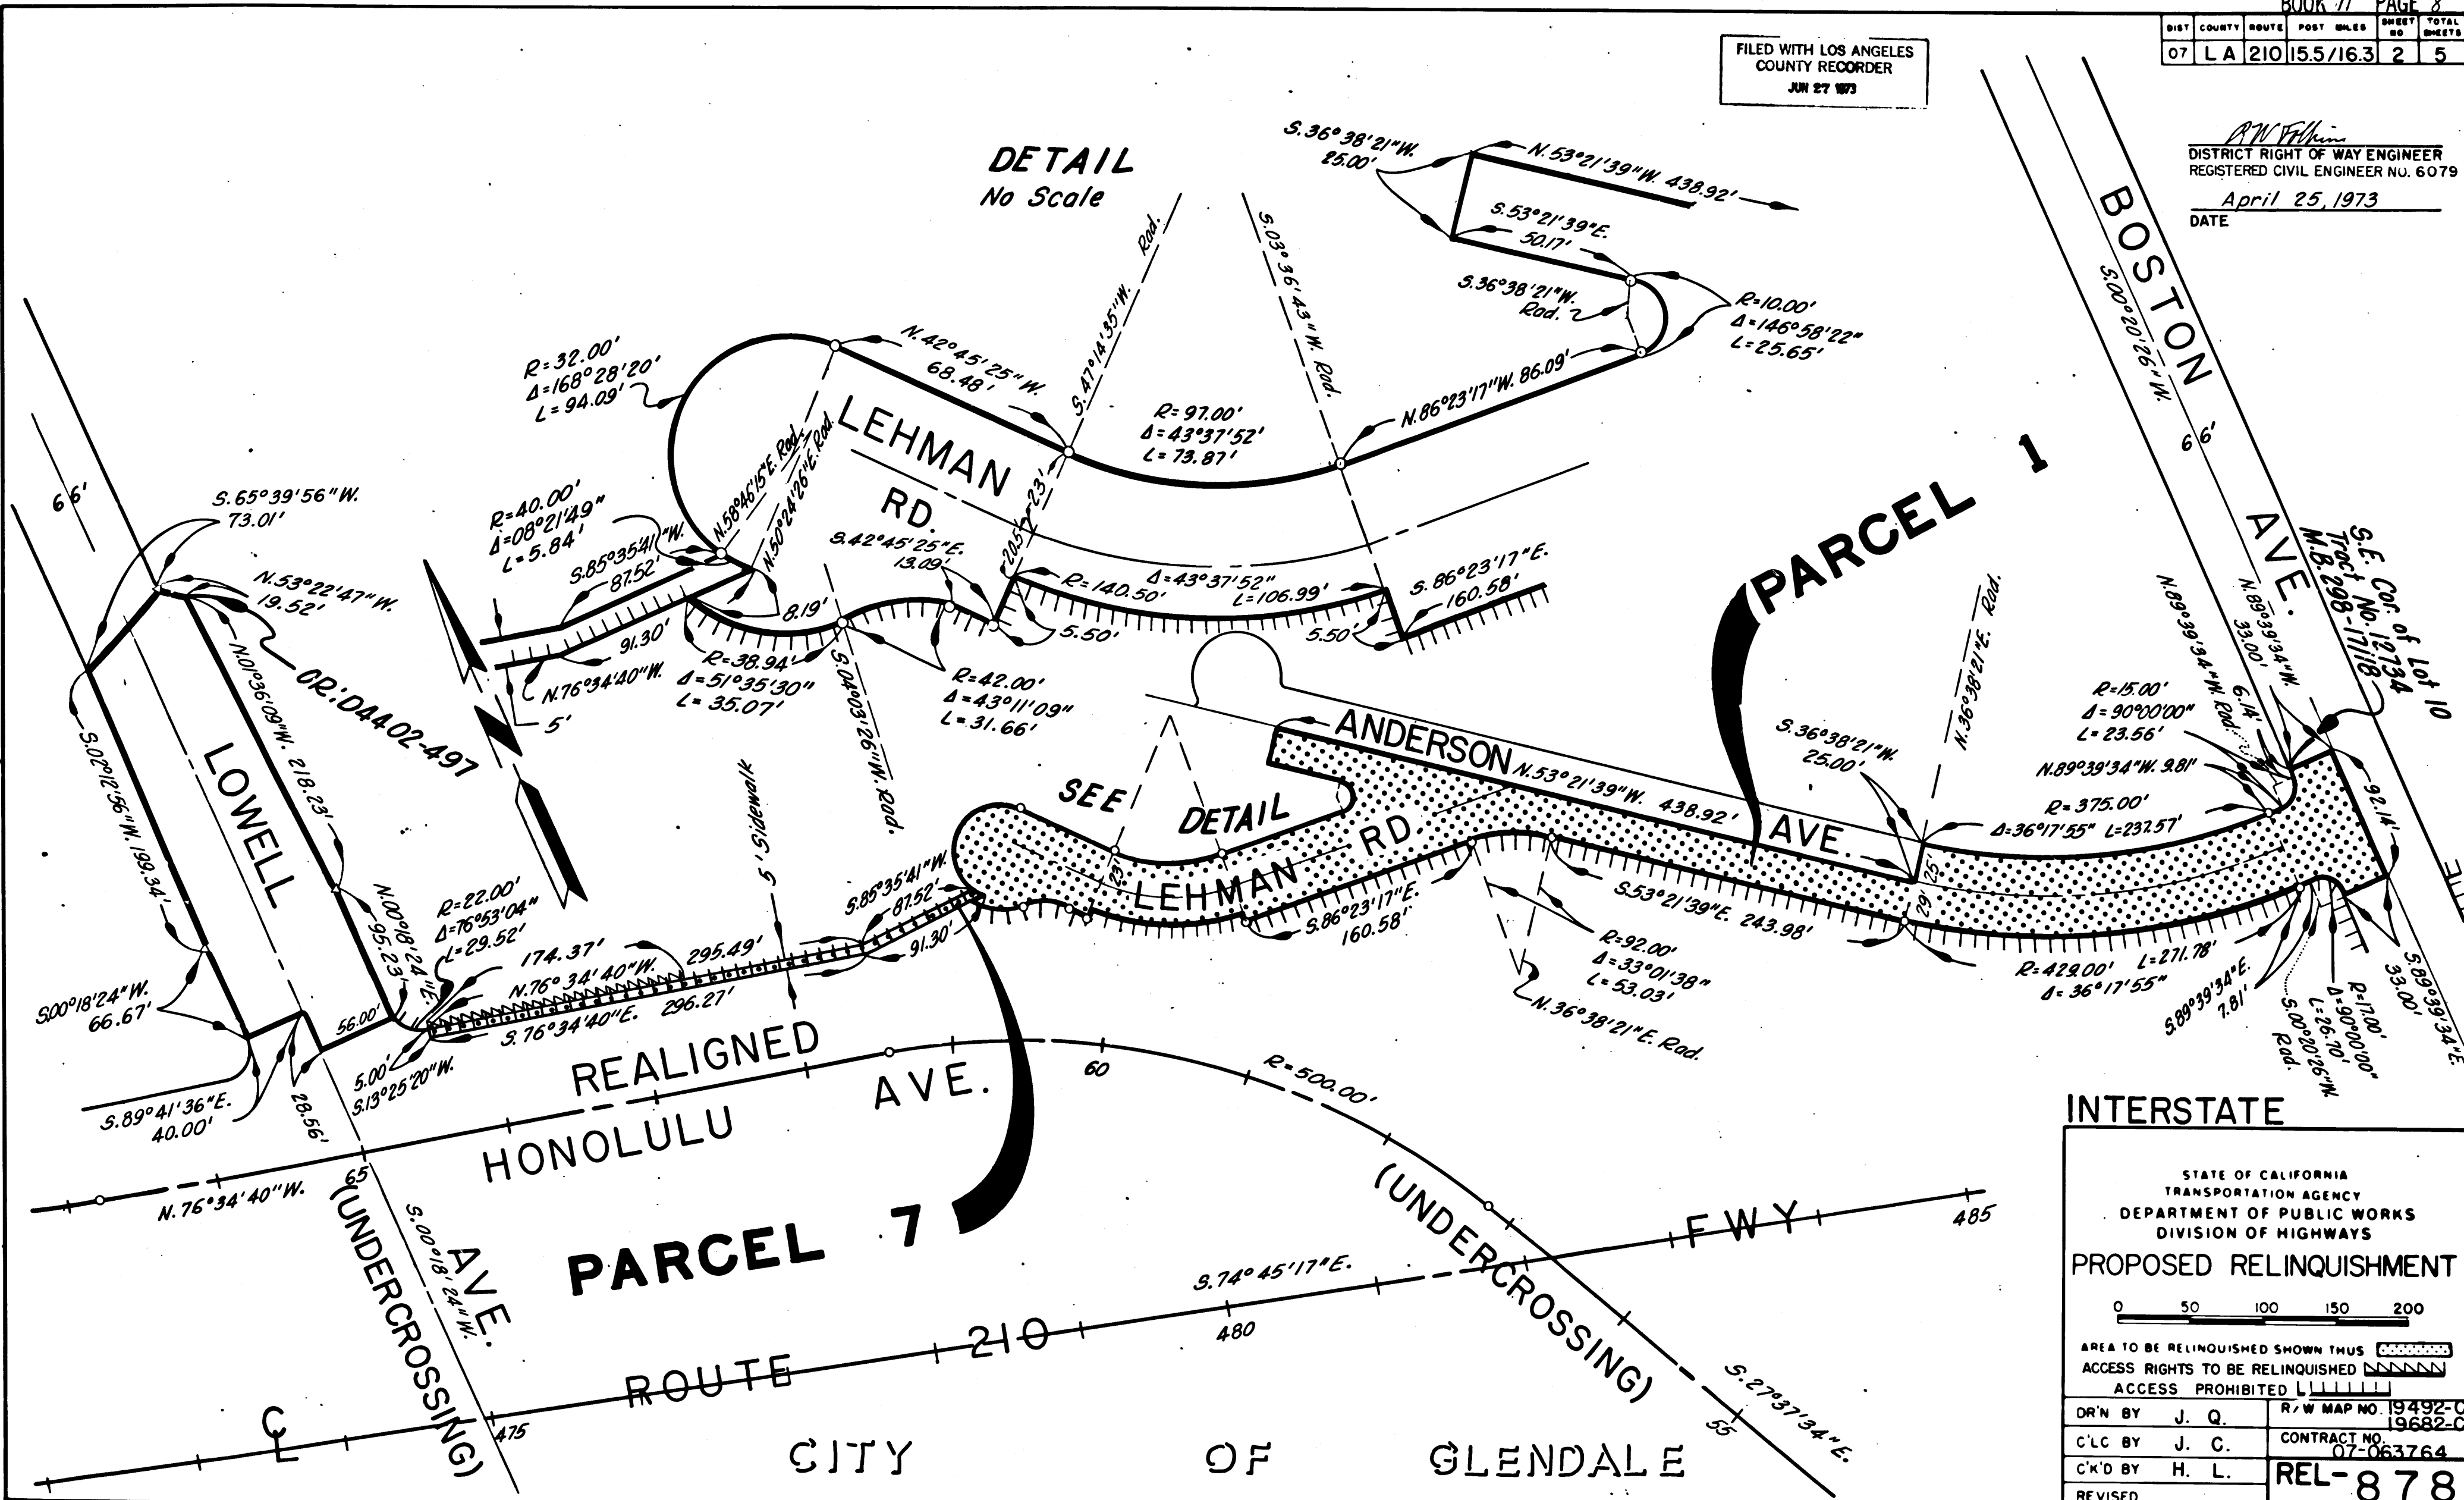 BOOK 11 PAGE 8
DIST COUNTY ROUTE POST MILES SHEET NO TOTAL SHEETS
07 L A 210 15.5/16.3 2 5
FILED WITH LOS ANGELES
COUNTY RECORDER
JUN 27 1973
DISTRICT RIGHT OF WAY ENGINEER
REGISTERED CIVIL ENGINEER NO. 6079
April 25, 1973
DATE
DETAIL
No Scale
S.36°38'21"W.
25.00'
N.53°21'39"W. 438.92'
S.53°21'39"E.
50.17'
S.36°38'21"W.
Rad.
R=10.00'
Δ=146°58'22"
L=25.65'
N.86°23'17"W. 86.09'
S.03°36'43"W. Rad.
S.47°14'35"W. Rad.
R=97.00'
Δ=43°37'52"
L=73.87'
N.42°45'25"W.
68.48'
R=32.00'
Δ=168°28'20"
L=94.09'
LEHMAN
RD.
N.58°46'15"E. Rad.
N.50°24'26"E. Rad.
R=40.00'
Δ=08°21'49"
L=5.84'
S.85°35'41"W.
87.52'
S.42°45'25"E.
13.09'
20.5'
23'
R=140.50'
Δ=43°37'52"
L=106.99'
S.86°23'17"E.
160.58'
5.50'
5.50'
8.19'
91.30'
N.76°34'40"W.
5'
R=38.94'
Δ=51°35'30"
L=35.07'
S.04°03'26"W. Rad.
R=42.00'
Δ=43°11'09"
L=31.66'
BOSTON
AVE.
S.00°20'26"W.
66'
S.E. Cor. of Lot 10
Tract No. 12734
M.B. 298-17/18
N.89°39'34"W.
33.00'
N.89°39'34"W. Rad.
6.14'
R=15.00'
Δ=90°00'00"
L=23.56'
N.89°39'34"W. 9.81'
R=375.00'
Δ=36°17'55" L=237.57'
92.14'
PARCEL 1
N.36°38'21"E. Rad.
S.36°38'21"W.
25.00'
ANDERSON
AVE
N.53°21'39"W. 438.92'
SEE DETAIL
LEHMAN RD.
23'
25'
29'
S.86°23'17"E.
160.58'
S.53°21'39"E. 243.98'
R=92.00'
Δ=33°01'38"
L=53.03'
N.36°38'21"E. Rad.
R=429.00' L=271.78'
Δ=36°17'55"
S.89°39'34"E.
7.81'
S.00°20'26"W.
Rad.
R=17.00'
Δ=90°00'00"
L=26.70'
S.89°39'34"E.
33.00'
66'
S.65°39'56"W.
73.01'
N.53°22'47"W.
19.52'
OR: D4402-497
N.01°36'09"W. 218.23'
S.02°12'56"W. 199.34'
LOWELL
AVE.
N.00°18'24"E.
95.23'
S.00°18'24"W.
66.67'
R=22.00'
Δ=76°53'04"
L=29.52'
174.37'
N.76°34'40"W. 295.49'
S.76°34'40"E. 296.27'
5' Sidewalk
S.85°35'41"W.
87.52'
91.30'
56.00'
5.00'
S.13°25'20"W.
S.89°41'36"E.
40.00'
28.56'
N
REALIGNED
HONOLULU AVE.
60
R=500.00'
65
N.76°34'40"W.
(UNDERCROSSING)
S.00°18'24"W.
PARCEL 7
(UNDERCROSSING)
S.74°45'17"E.
FWY
485
480
ROUTE 210
475
CL
55
S.27°37'34"E.
CITY OF GLENDALE
INTERSTATE
STATE OF CALIFORNIA
TRANSPORTATION AGENCY
DEPARTMENT OF PUBLIC WORKS
DIVISION OF HIGHWAYS
PROPOSED RELINQUISHMENT
0 50 100 150 200
AREA TO BE RELINQUISHED SHOWN THUS
ACCESS RIGHTS TO BE RELINQUISHED
ACCESS PROHIBITED
DR'N BY J. Q.
R/W MAP NO. 19492-C
19682-C
C'LC BY J. C.
CONTRACT NO.
07-063764
C'K'D BY H. L.
REL-878
REVISED